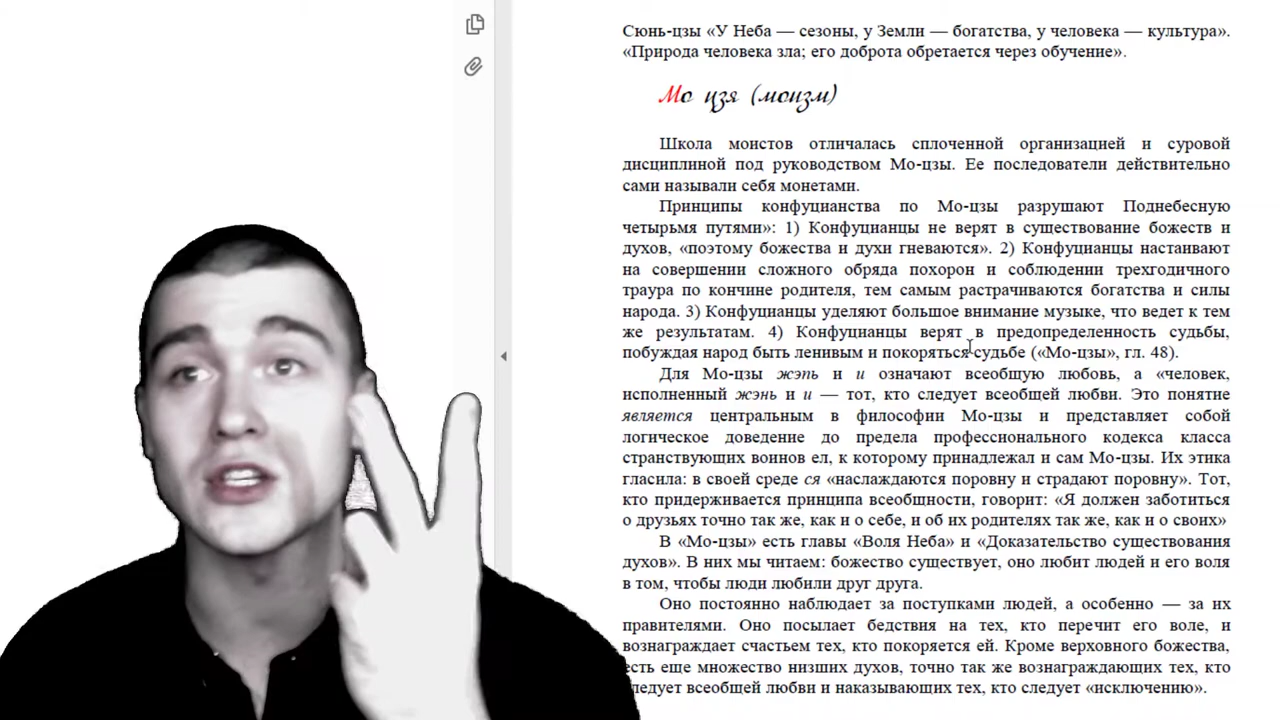 Сюнь-цзы «У Неба — сезоны, у Земли — богатства, у человека — культура».
«Природа человека зла; его доброта обретается через обучение».
Мо цзя (моизм)
Школа моистов отличалась сплоченной организацией и суровой
дисциплиной под руководством Мо-цзы. Ее последователи действительно
сами называли себя монетами.
Принципы конфуцианства по Мо-цзы разрушают Поднебесную
четырьмя путями»: 1) Конфуцианцы не верят в существование божеств и
духов, «поэтому божества и духи гневаются». 2) Конфуцианцы настаивают
на совершении сложного обряда похорон и соблюдении трехгодичного
траура по кончине родителя, тем самым растрачиваются богатства и силы
народа. 3) Конфуцианцы уделяют большое внимание музыке, что ведет к тем
же результатам. 4) Конфуцианцы верят в предопределенность судьбы,
побуждая народ быть ленивым и покоряться судьбе («Мо-цзы», гл. 48).
Для Мо-цзы жэпь и и означают всеобщую любовь, а «человек,
исполненный жэнь и и — тот, кто следует всеобщей любви. Это понятие
является центральным в философии Мо-цзы и представляет собой
логическое доведение до предела профессионального кодекса класса
странствующих воинов ел, к которому принадлежал и сам Мо-цзы. Их этика
гласила: в своей среде ся «наслаждаются поровну и страдают поровну». Тот,
кто придерживается принципа всеобщности, говорит: «Я должен заботиться
о друзьях точно так же, как и о себе, и об их родителях так же, как и о своих»
В «Мо-цзы» есть главы «Воля Неба» и «Доказательство существования
духов». В них мы читаем: божество существует, оно любит людей и его воля
в том, чтобы люди любили друг друга.
Оно постоянно наблюдает за поступками людей, а особенно — за их
правителями. Оно посылает бедствия на тех, кто перечит его воле, и
вознаграждает счастьем тех, кто покоряется ей. Кроме верховного божества,
есть еще множество низших духов, точно так же вознаграждающих тех, кто
следует всеобщей любви и наказывающих тех, кто следует «исключению».